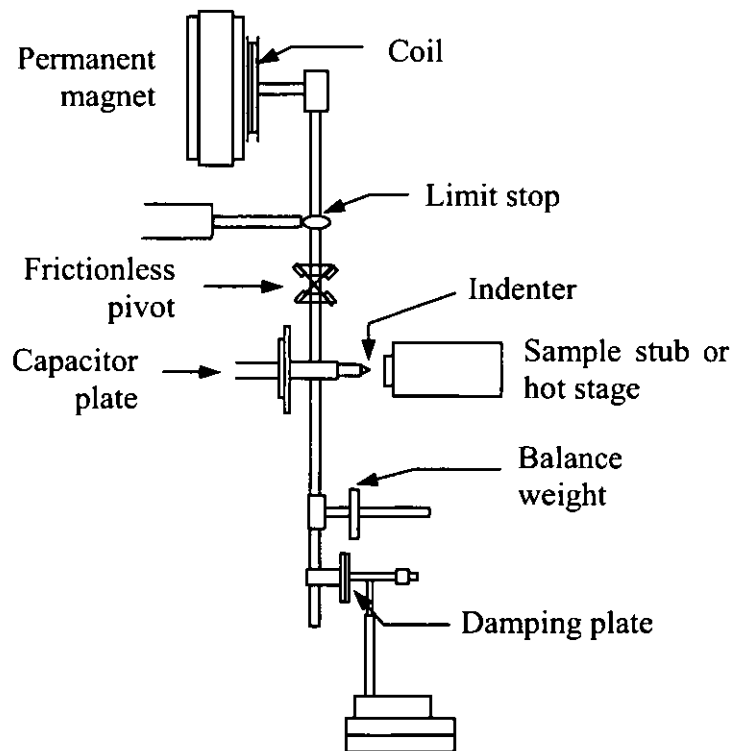 Coil
Permanent
magnet
Limit stop
Frictionless
pivot
Indenter
Capacitor
plate
Sample stub or
hot stage
Balance
weight
Damping plate